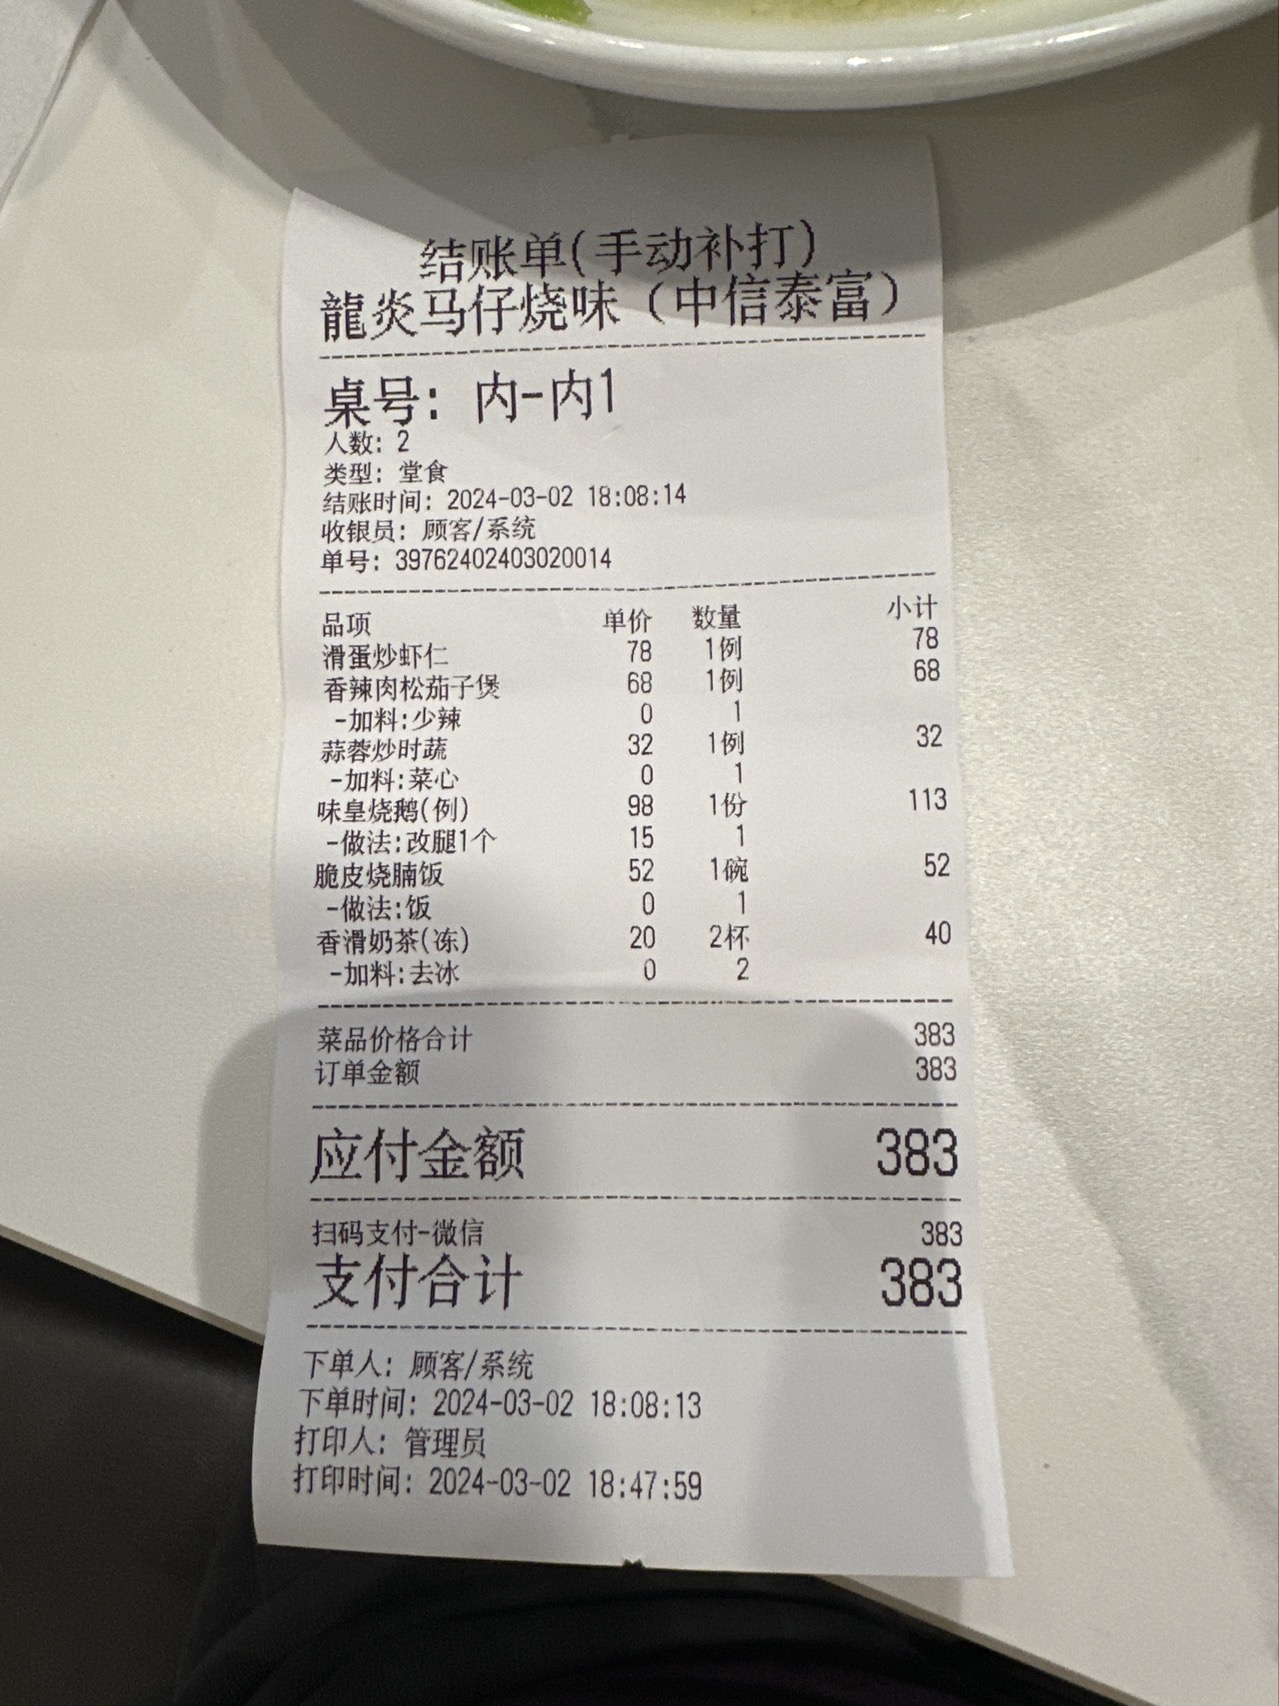 结账单(手动补打)
龍炎马仔烧味（中信泰富）
桌号: 内-内1
人数: 2
类型: 堂食
结账时间: 2024-03-02 18:08:14
收银员: 顾客/系统
单号: 39762402403020014
品项 单价 数量 小计
滑蛋炒虾仁 78 1例 78
香辣肉松茄子煲 68 1例 68
-加料:少辣 0 1
蒜蓉炒时蔬 32 1例 32
-加料:菜心 0 1
味皇烧鹅(例) 98 1份 113
-做法:改腿1个 15 1
脆皮烧腩饭 52 1碗 52
-做法:饭 0 1
香滑奶茶(冻) 20 2杯 40
-加料:去冰 0 2
菜品价格合计 383
订单金额 383
应付金额 383
扫码支付-微信 383
支付合计 383
下单人: 顾客/系统
下单时间: 2024-03-02 18:08:13
打印人: 管理员
打印时间: 2024-03-02 18:47:59